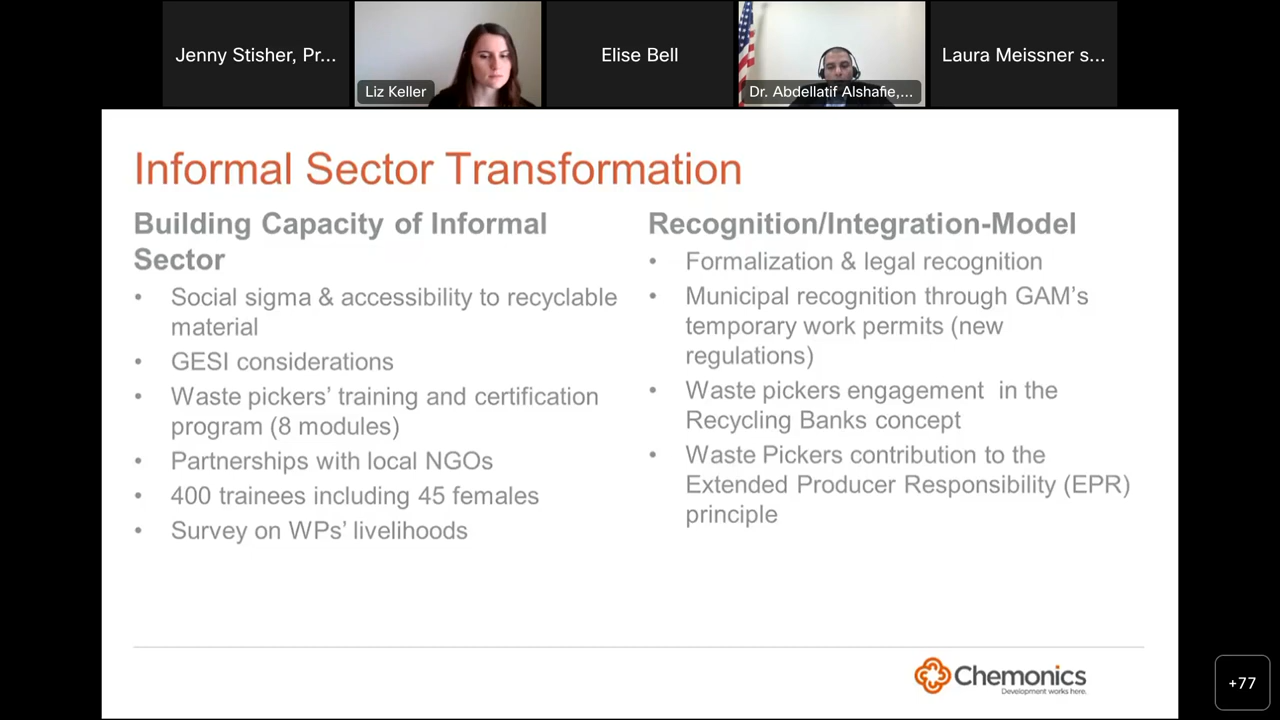 Jenny Stisher, Pr...
Liz Keller
Elise Bell
Dr. Abdellatif Alshafie,...
Laura Meissner s...
Informal Sector Transformation
Building Capacity of Informal
Sector
• Social sigma & accessibility to recyclable
material
• GESI considerations
• Waste pickers’ training and certification
program (8 modules)
• Partnerships with local NGOs
• 400 trainees including 45 females
• Survey on WPs’ livelihoods
Recognition/Integration-Model
• Formalization & legal recognition
• Municipal recognition through GAM’s
temporary work permits (new
regulations)
• Waste pickers engagement in the
Recycling Banks concept
• Waste Pickers contribution to the
Extended Producer Responsibility (EPR)
principle
Chemonics
Development works here.
+77